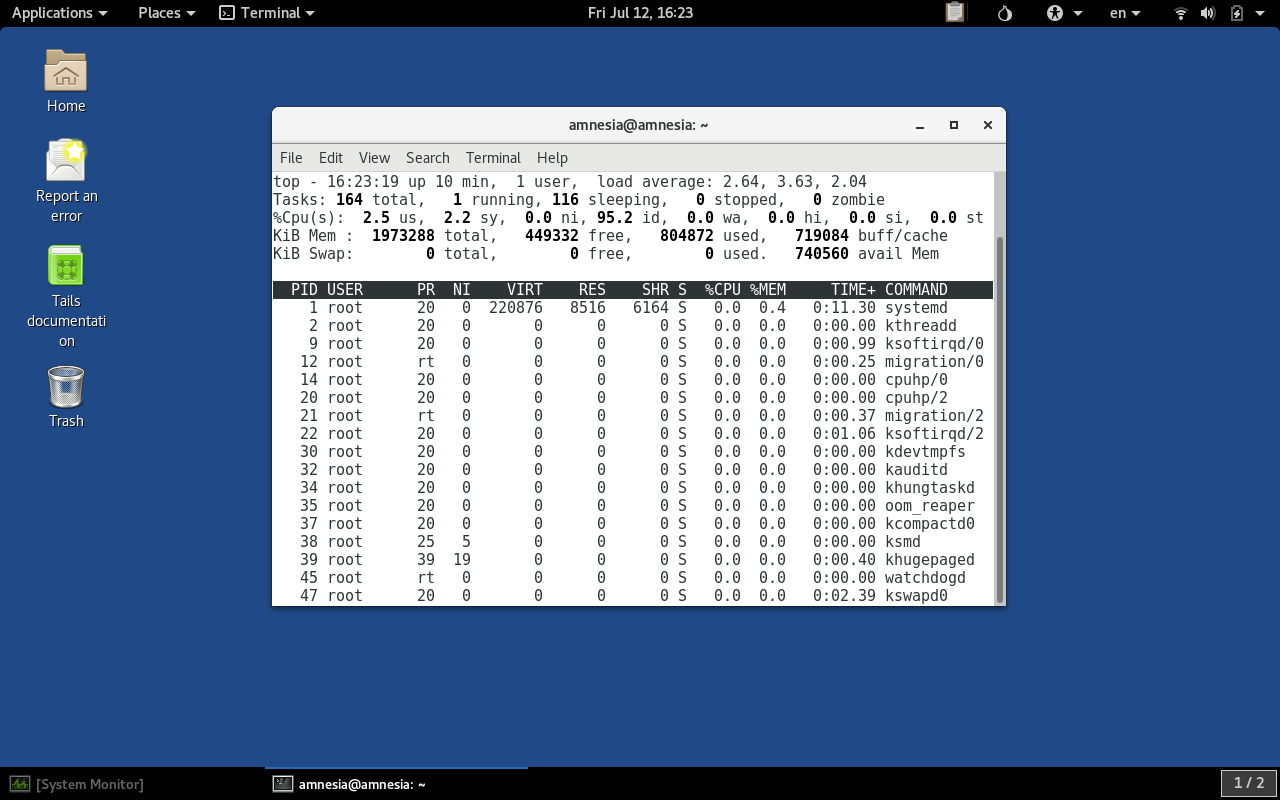 Applications Places Terminal Fri Jul 12, 16:23 en
Home
Report an
error
Tails
documentati
on
Trash
amnesia@amnesia: ~
File Edit View Search Terminal Help
top - 16:23:19 up 10 min,  1 user,  load average: 2.64, 3.63, 2.04
Tasks: 164 total,   1 running, 116 sleeping,   0 stopped,   0 zombie
%Cpu(s):  2.5 us,  2.2 sy,  0.0 ni, 95.2 id,  0.0 wa,  0.0 hi,  0.0 si,  0.0 st
KiB Mem :  1973288 total,   449332 free,   804872 used,   719084 buff/cache
KiB Swap:        0 total,        0 free,        0 used.   740560 avail Mem
PID USER      PR  NI    VIRT    RES    SHR S  %CPU %MEM     TIME+ COMMAND
1 root      20   0  220876   8516   6164 S   0.0  0.4   0:11.30 systemd
2 root      20   0       0      0      0 S   0.0  0.0   0:00.00 kthreadd
9 root      20   0       0      0      0 S   0.0  0.0   0:00.99 ksoftirqd/0
12 root      rt   0       0      0      0 S   0.0  0.0   0:00.25 migration/0
14 root      20   0       0      0      0 S   0.0  0.0   0:00.00 cpuhp/0
20 root      20   0       0      0      0 S   0.0  0.0   0:00.00 cpuhp/2
21 root      rt   0       0      0      0 S   0.0  0.0   0:00.37 migration/2
22 root      20   0       0      0      0 S   0.0  0.0   0:01.06 ksoftirqd/2
30 root      20   0       0      0      0 S   0.0  0.0   0:00.00 kdevtmpfs
32 root      20   0       0      0      0 S   0.0  0.0   0:00.00 kauditd
34 root      20   0       0      0      0 S   0.0  0.0   0:00.00 khungtaskd
35 root      20   0       0      0      0 S   0.0  0.0   0:00.00 oom_reaper
37 root      20   0       0      0      0 S   0.0  0.0   0:00.00 kcompactd0
38 root      25   5       0      0      0 S   0.0  0.0   0:00.00 ksmd
39 root      39  19       0      0      0 S   0.0  0.0   0:00.40 khugepaged
45 root      rt   0       0      0      0 S   0.0  0.0   0:00.00 watchdogd
47 root      20   0       0      0      0 S   0.0  0.0   0:02.39 kswapd0
[System Monitor] amnesia@amnesia: ~ 1 / 2